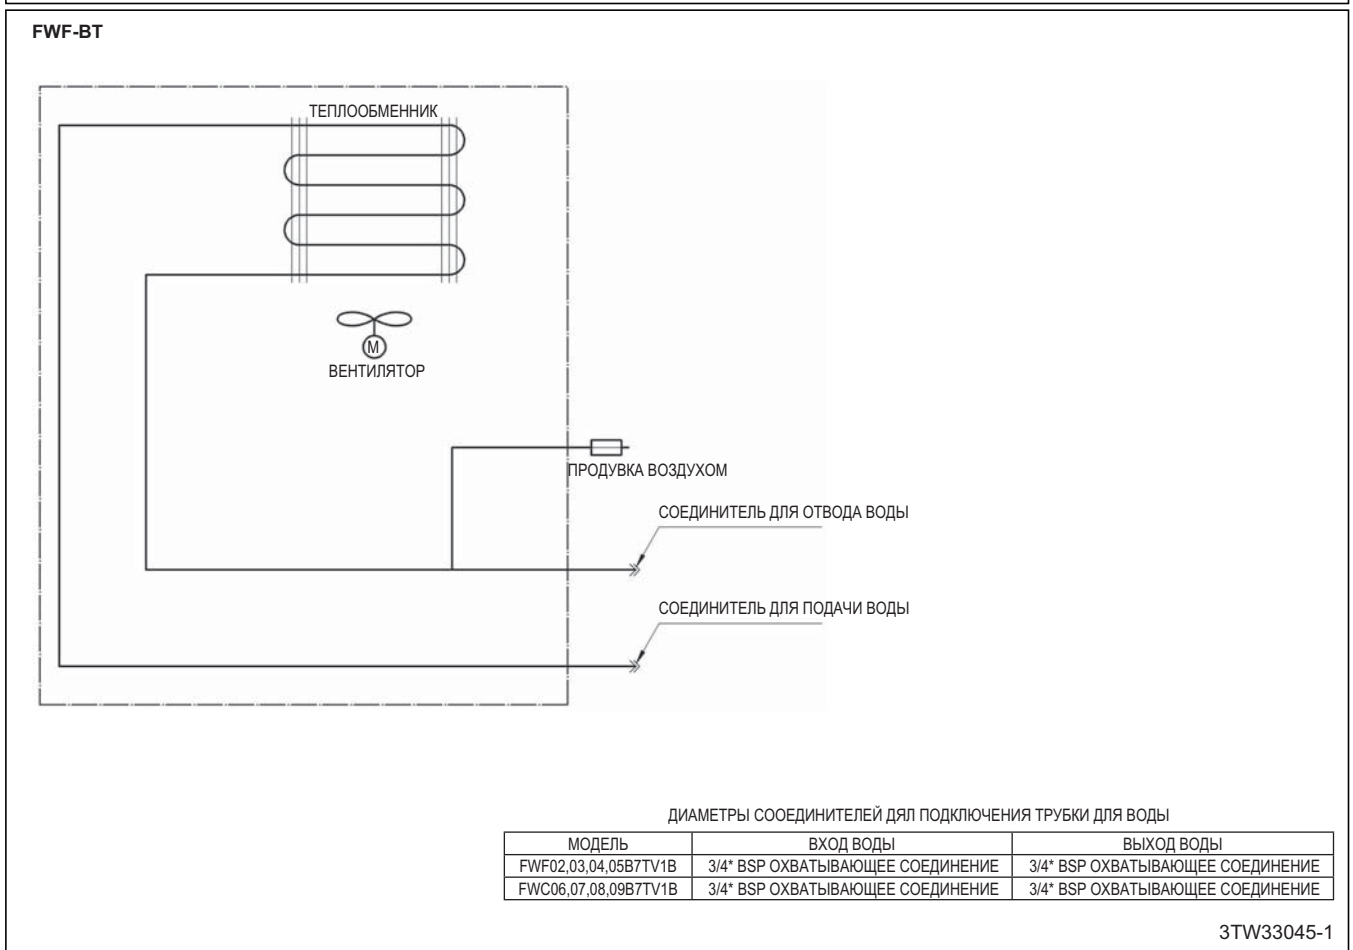 FWF-BT
ТЕПЛООБМЕННИК
M
ВЕНТИЛЯТОР
ПРОДУВКА ВОЗДУХОМ
СОЕДИНИТЕЛЬ ДЛЯ ОТВОДА ВОДЫ
СОЕДИНИТЕЛЬ ДЛЯ ПОДАЧИ ВОДЫ
ДИАМЕТРЫ СООЕДИНИТЕЛЕЙ ДЯЛ ПОДКЛЮЧЕНИЯ ТРУБКИ ДЛЯ ВОДЫ
МОДЕЛЬ ВХОД ВОДЫ ВЫХОД ВОДЫ
FWF02,03,04,05B7TV1B 3/4* BSP ОХВАТЫВАЮЩЕЕ СОЕДИНЕНИЕ 3/4* BSP ОХВАТЫВАЮЩЕЕ СОЕДИНЕНИЕ
FWC06,07,08,09B7TV1B 3/4* BSP ОХВАТЫВАЮЩЕЕ СОЕДИНЕНИЕ 3/4* BSP ОХВАТЫВАЮЩЕЕ СОЕДИНЕНИЕ
3TW33045-1